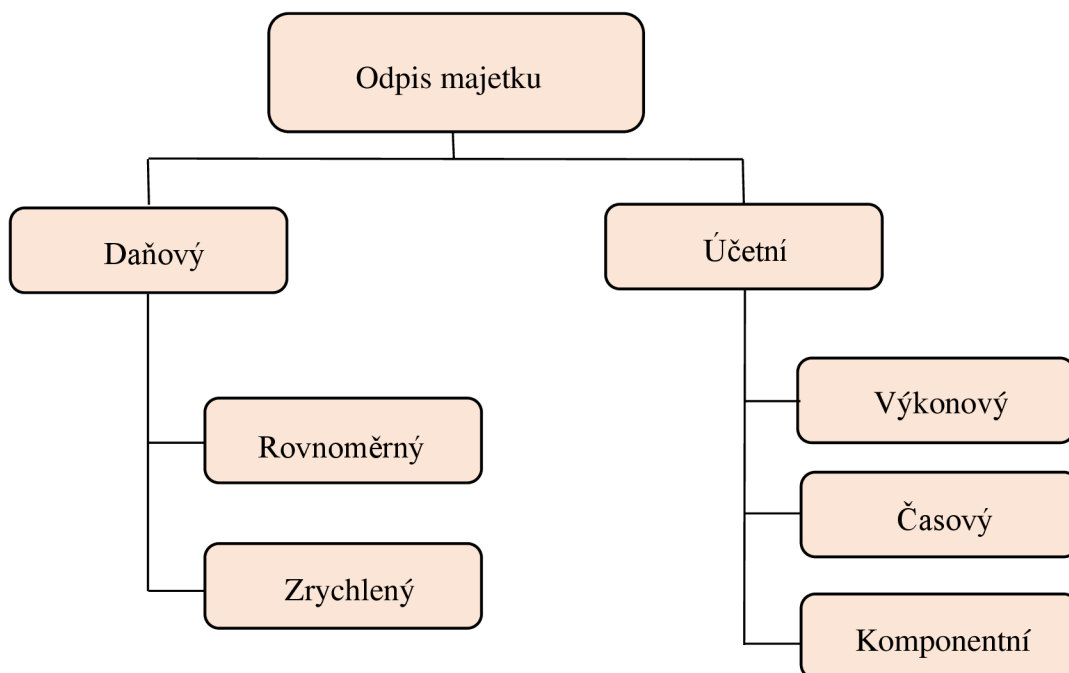 Odpis majetku
Daňový
Účetní
Rovnoměrný
Zrychlený
Výkonový
Časový
Komponentní